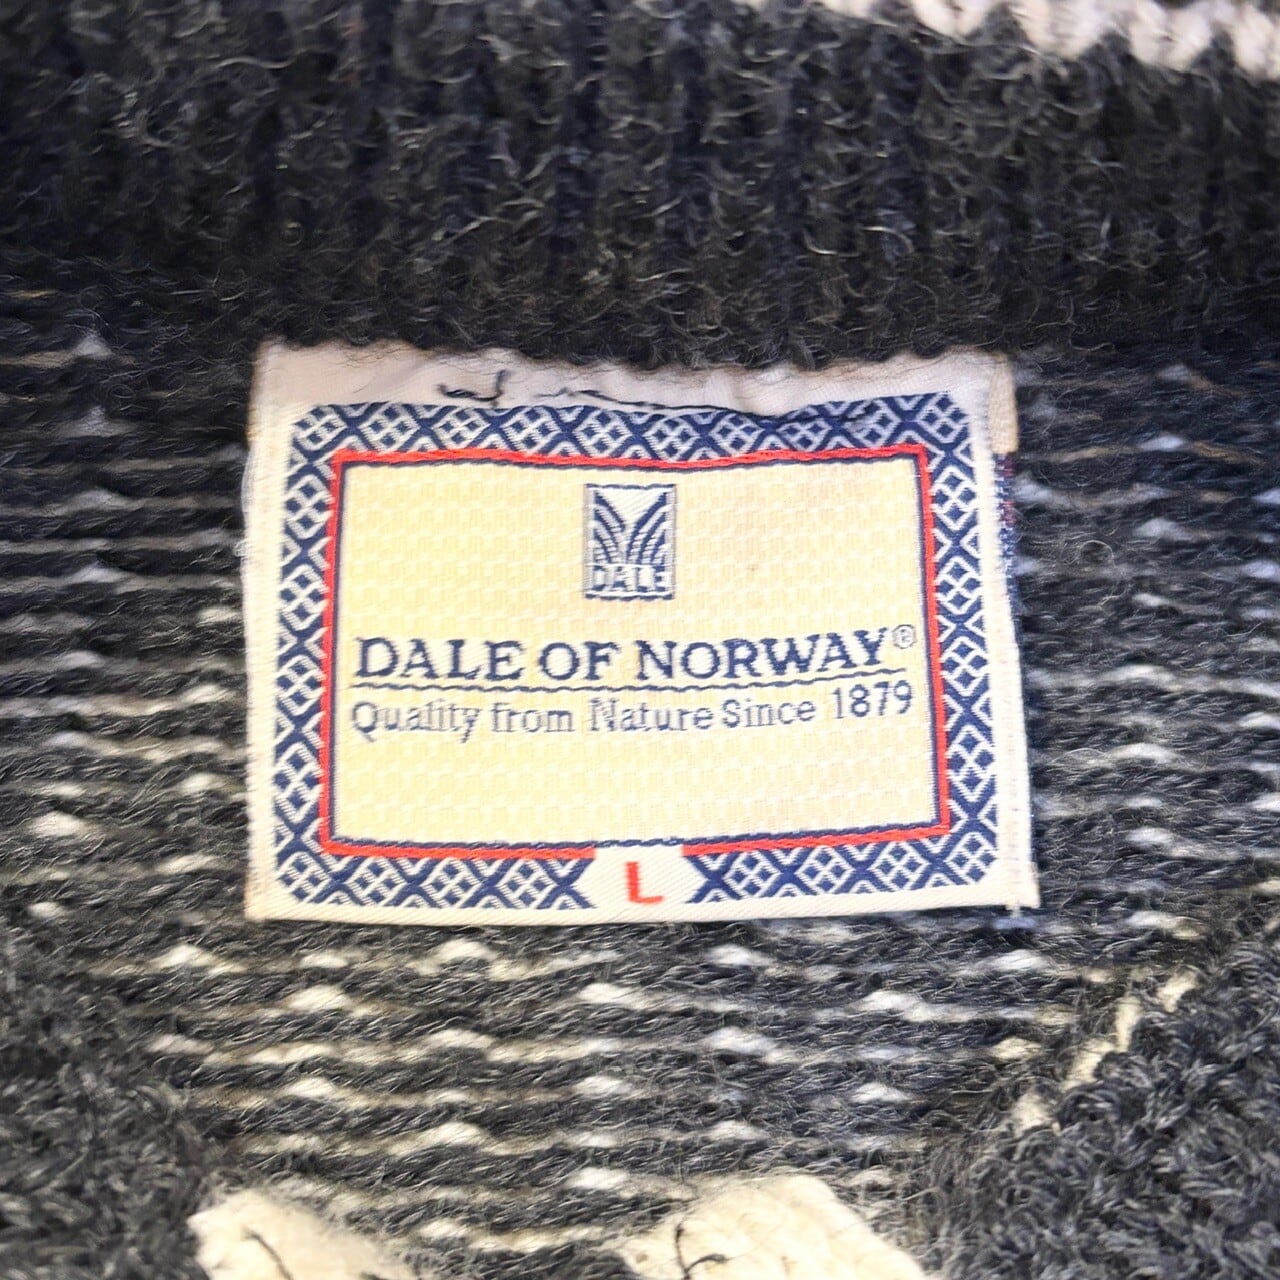 DALE
DALE OF NORWAY®
Quality from Nature Since 1879
L